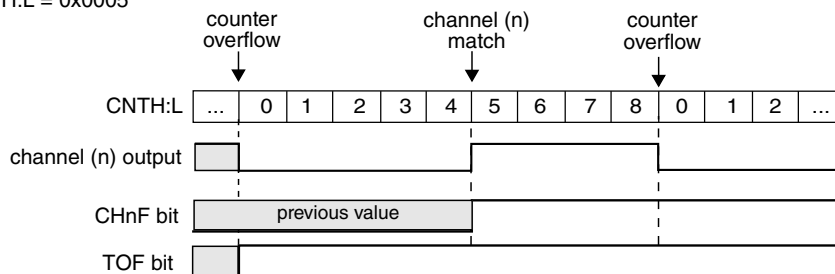 H:L = 0x0005
counter overflow
channel (n) match
counter overflow
CNTH:L ... 0 1 2 3 4 5 6 7 8 0 1 2 ...
channel (n) output
CHnF bit previous value
TOF bit